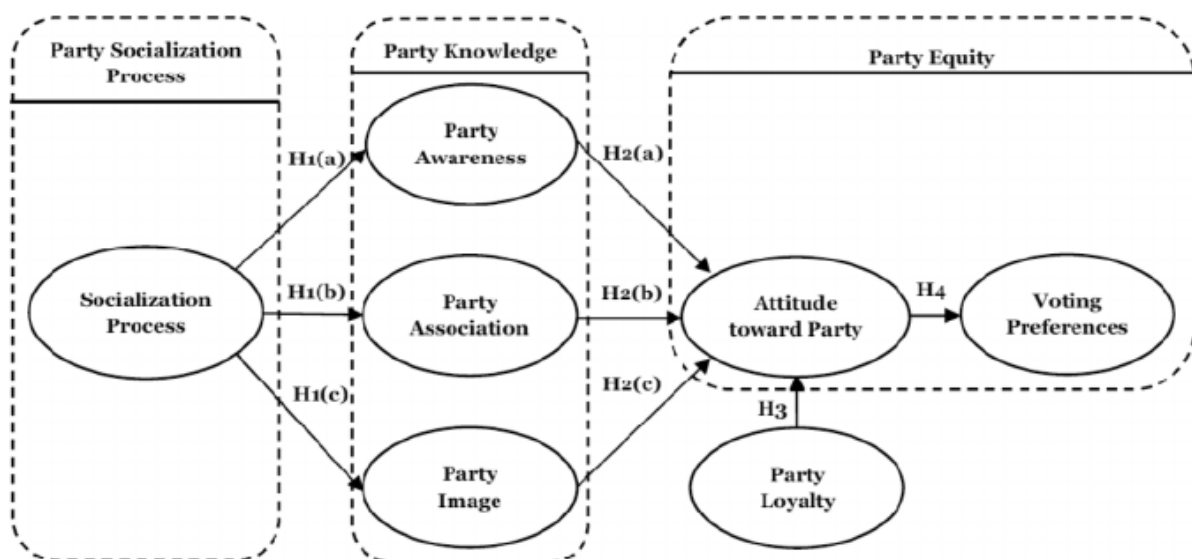 Party Socialization
Process
Party Knowledge
Party Equity
Party
Awareness
H1(a)
H2(a)
Socialization
Process
H1(b)
Party
Association
H2(b)
Attitude
toward Party
H4
Voting
Preferences
H1(c)
H2(c)
H3
Party
Image
Party
Loyalty